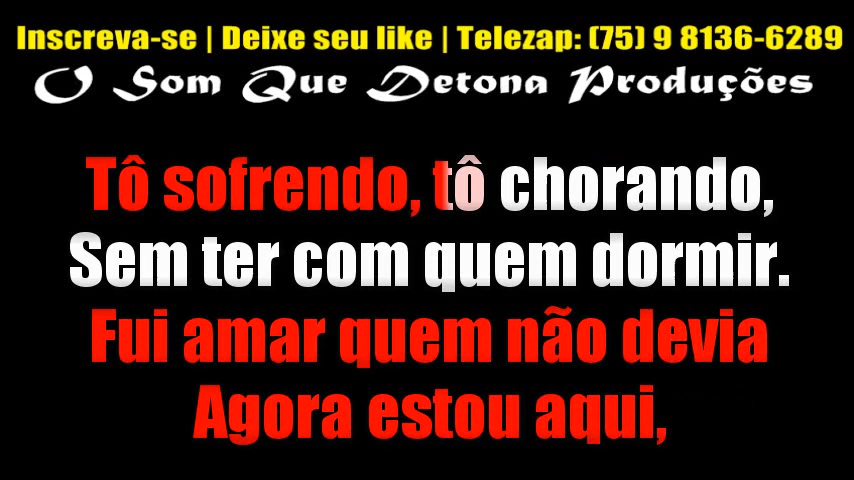 Inscreva-se | Deixe seu like | Telezap: (75) 9 8136-6289
O Som Que Detona Produções
Tô sofrendo, tô chorando,
Sem ter com quem dormir.
Fui amar quem não devia
Agora estou aqui,